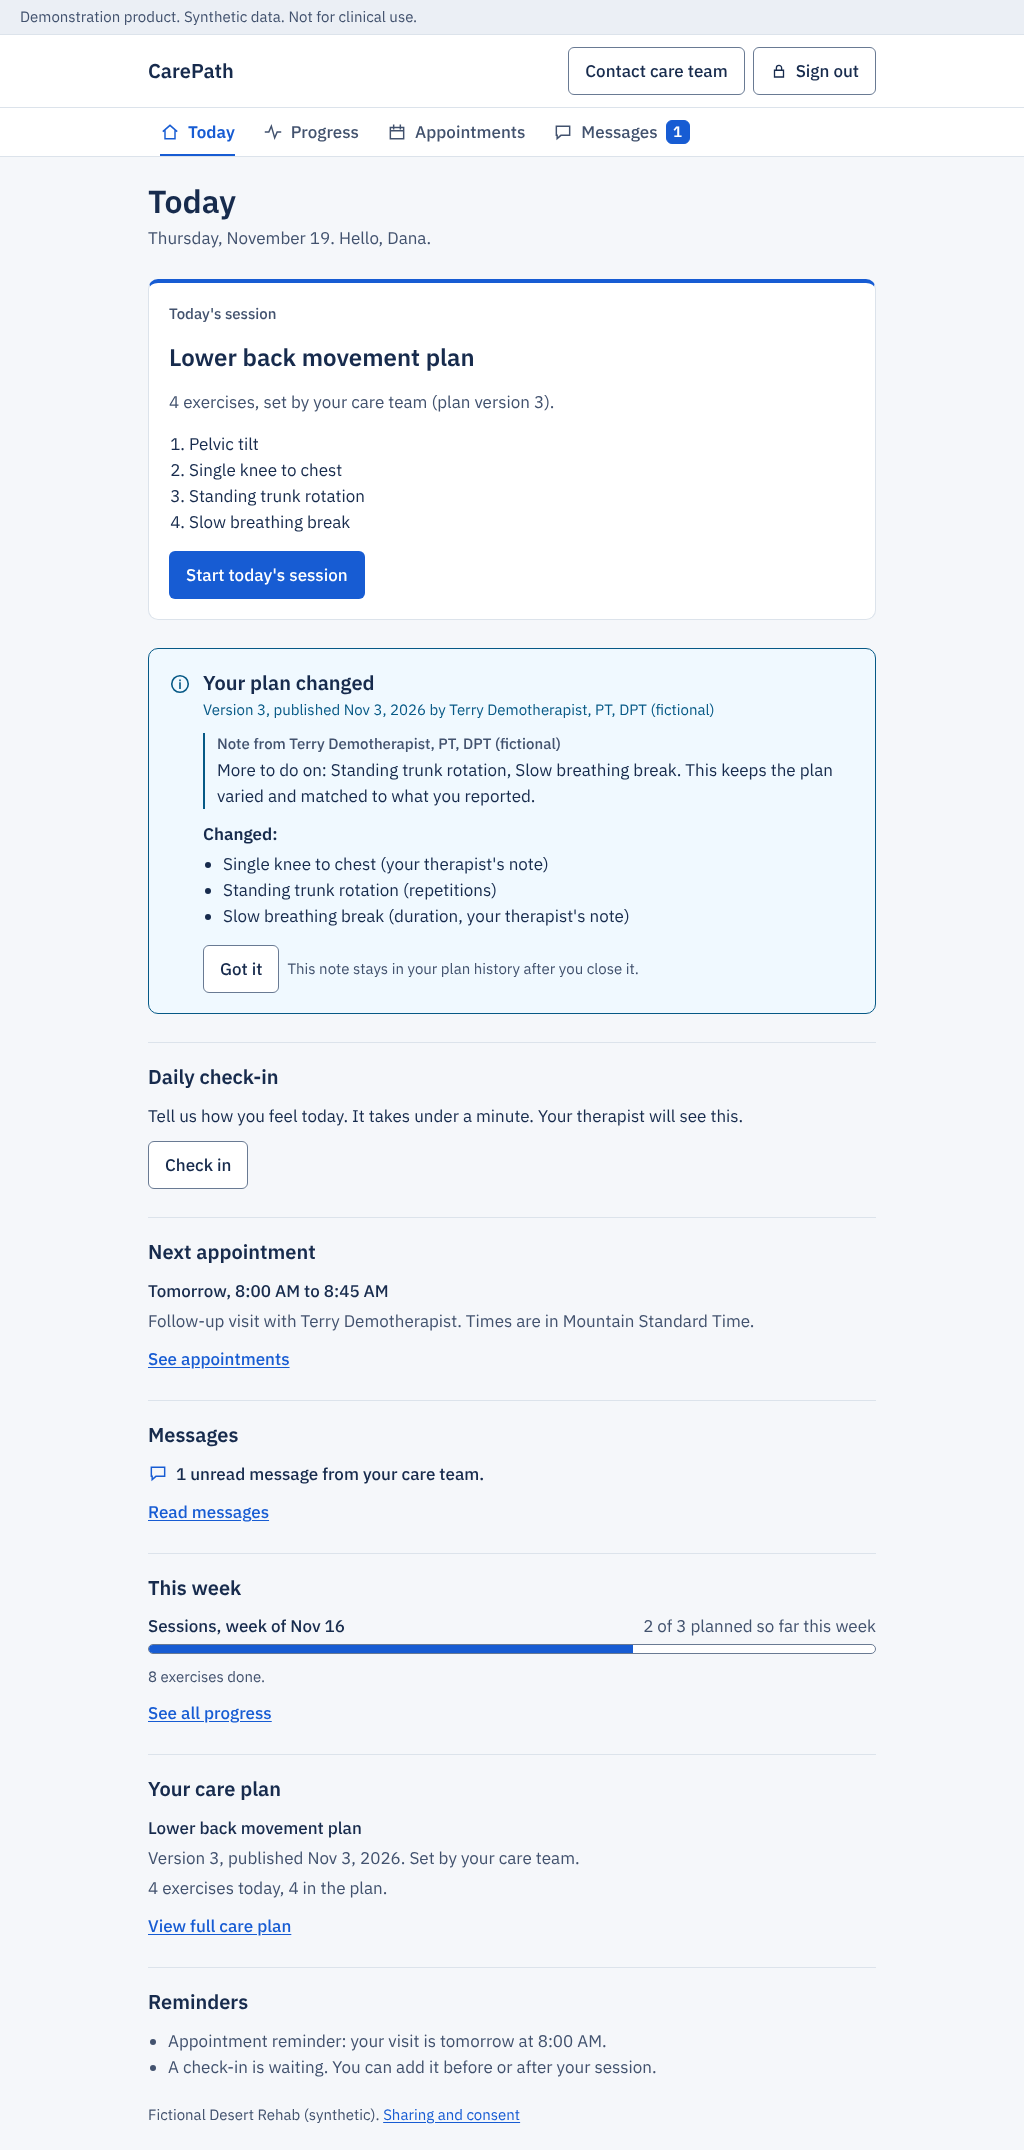 Demonstration product. Synthetic data. Not for clinical use.
CarePath
Contact care team
Sign out
Today
Progress
Appointments
Messages 1
Today
Thursday, November 19. Hello, Dana.
Today's session
Lower back movement plan
4 exercises, set by your care team (plan version 3).
1. Pelvic tilt
2. Single knee to chest
3. Standing trunk rotation
4. Slow breathing break
Start today's session
Your plan changed
Version 3, published Nov 3, 2026 by Terry Demotherapist, PT, DPT (fictional)
Note from Terry Demotherapist, PT, DPT (fictional)
More to do on: Standing trunk rotation, Slow breathing break. This keeps the plan
varied and matched to what you reported.
Changed:
• Single knee to chest (your therapist's note)
• Standing trunk rotation (repetitions)
• Slow breathing break (duration, your therapist's note)
Got it
This note stays in your plan history after you close it.
Daily check-in
Tell us how you feel today. It takes under a minute. Your therapist will see this.
Check in
Next appointment
Tomorrow, 8:00 AM to 8:45 AM
Follow-up visit with Terry Demotherapist. Times are in Mountain Standard Time.
See appointments
Messages
1 unread message from your care team.
Read messages
This week
Sessions, week of Nov 16
2 of 3 planned so far this week
8 exercises done.
See all progress
Your care plan
Lower back movement plan
Version 3, published Nov 3, 2026. Set by your care team.
4 exercises today, 4 in the plan.
View full care plan
Reminders
• Appointment reminder: your visit is tomorrow at 8:00 AM.
• A check-in is waiting. You can add it before or after your session.
Fictional Desert Rehab (synthetic). Sharing and consent